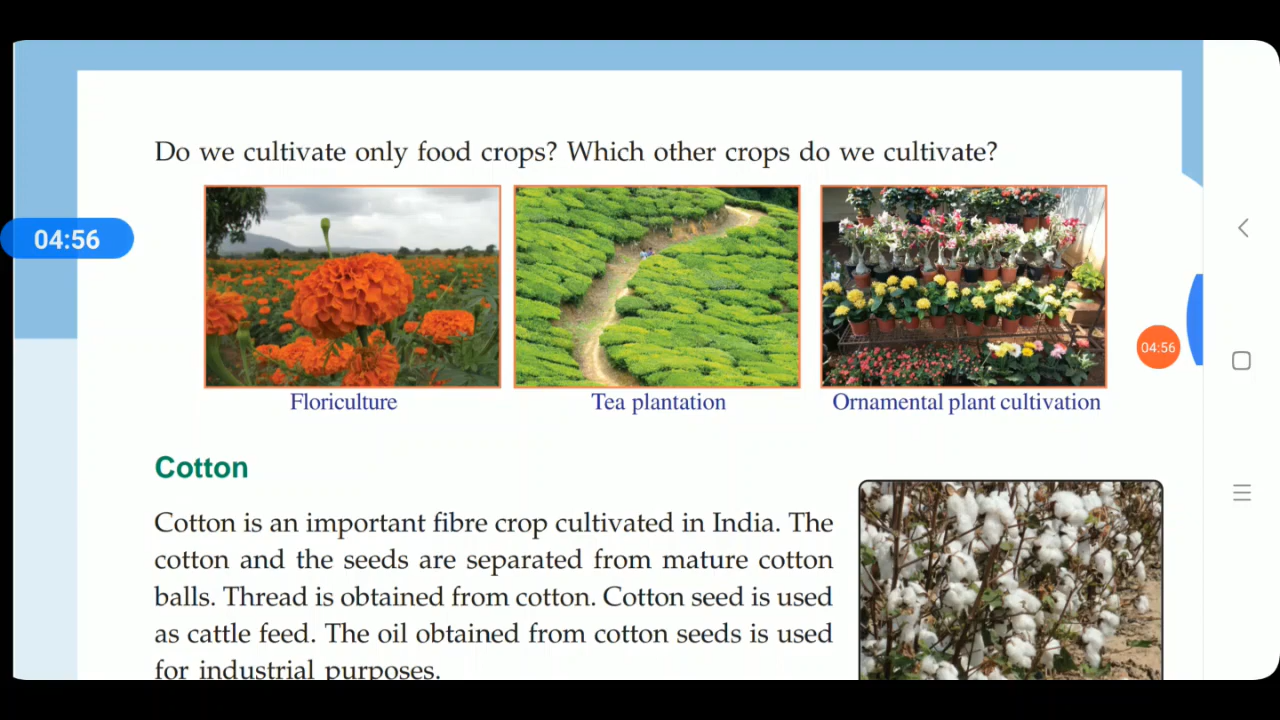 Do we cultivate only food crops? Which other crops do we cultivate?
04:56
04:56
Floriculture
Tea plantation
Ornamental plant cultivation
Cotton
Cotton is an important fibre crop cultivated in India. The
cotton and the seeds are separated from mature cotton
balls. Thread is obtained from cotton. Cotton seed is used
as cattle feed. The oil obtained from cotton seeds is used
for industrial purposes.